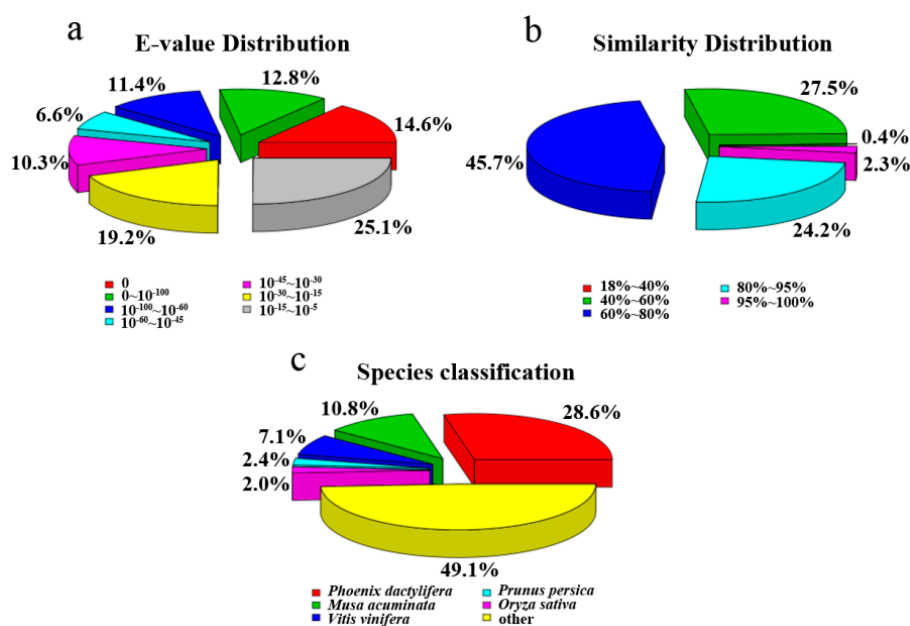 a
E-value Distribution
11.4%
12.8%
6.6%
14.6%
10.3%
19.2%
25.1%
0
0~10⁻¹⁰⁰
10⁻¹⁰⁰~10⁻⁶⁰
10⁻⁶⁰~10⁻⁴⁵
10⁻⁴⁵~10⁻³⁰
10⁻³⁰~10⁻¹⁵
10⁻¹⁵~10⁻⁵
b
Similarity Distribution
27.5%
0.4%
45.7%
2.3%
24.2%
18%~40%
40%~60%
60%~80%
80%~95%
95%~100%
c
Species classification
10.8%
28.6%
7.1%
2.4%
2.0%
49.1%
Phoenix dactylifera
Musa acuminata
Vitis vinifera
Prunus persica
Oryza sativa
other